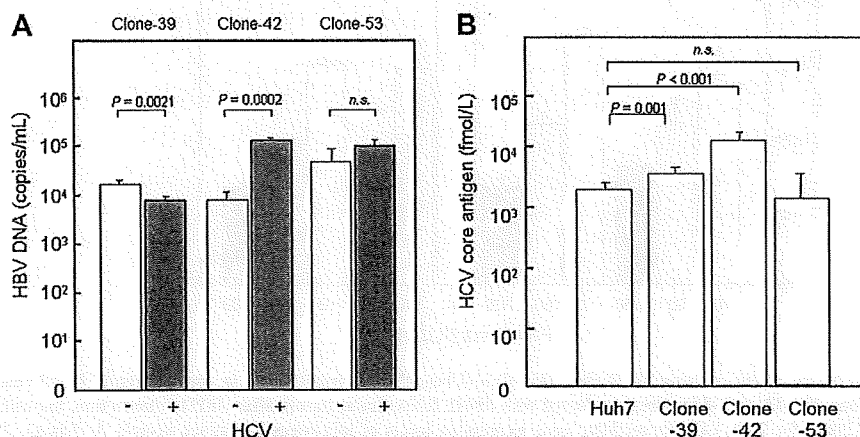 A
Clone-39 Clone-42 Clone-53
HBV DNA (copies/mL)
10⁶
10⁵
10⁴
10³
10²
10¹
0
P = 0.0021
P = 0.0002
n.s.
- + - + - +
HCV
B
HCV core antigen (fmol/L)
10⁵
10⁴
10³
10²
10¹
0
n.s.
P < 0.001
P = 0.001
Huh7 Clone Clone Clone
-39 -42 -53